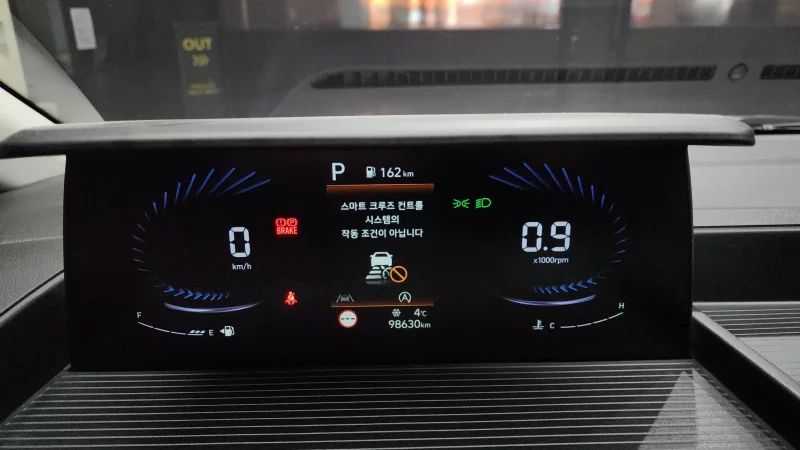 OUT
P 162 km
스마트 크루즈 컨트롤
시스템의
작동 조건이 아닙니다
0
km/h
BRAKE
P
0.9
x1000rpm
A
F
E
4℃
98630km
C
H